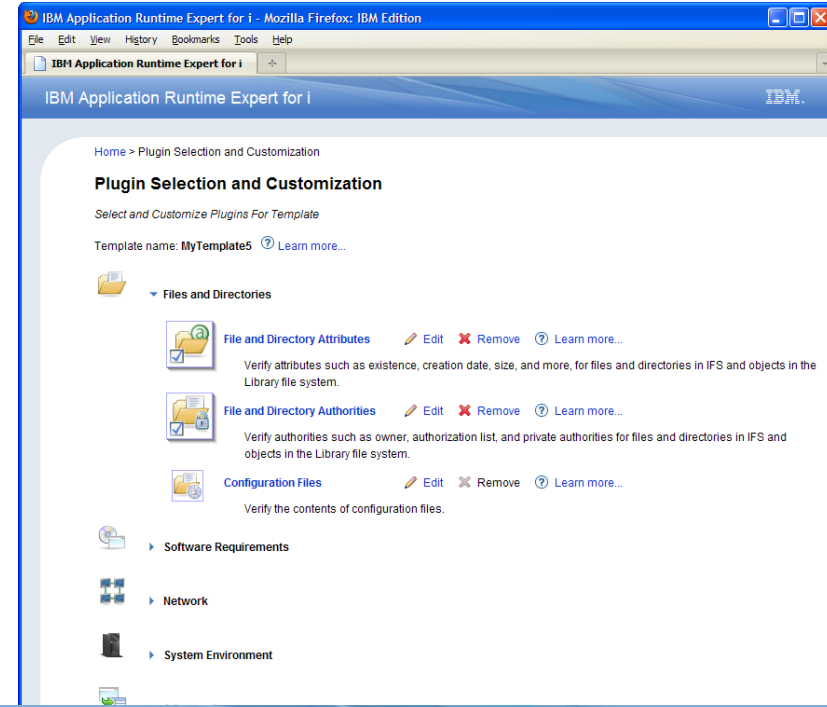 IBM Application Runtime Expert for i - Mozilla Firefox: IBM Edition
File Edit View History Bookmarks Tools Help
IBM Application Runtime Expert for i
IBM Application Runtime Expert for i IBM.
Home > Plugin Selection and Customization
Plugin Selection and Customization
Select and Customize Plugins For Template
Template name: MyTemplate5 ? Learn more...
Files and Directories
File and Directory Attributes Edit Remove ? Learn more...
Verify attributes such as existence, creation date, size, and more, for files and directories in IFS and objects in the
Library file system.
File and Directory Authorities Edit Remove ? Learn more...
Verify authorities such as owner, authorization list, and private authorities for files and directories in IFS and
objects in the Library file system.
Configuration Files Edit Remove ? Learn more...
Verify the contents of configuration files.
Software Requirements
Network
System Environment